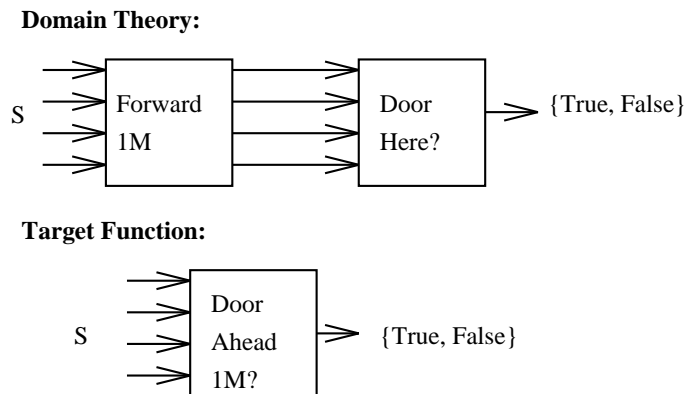 Domain Theory:
S
Forward
1M
Door
Here?
{True, False}
Target Function:
S
Door
Ahead
1M?
{True, False}